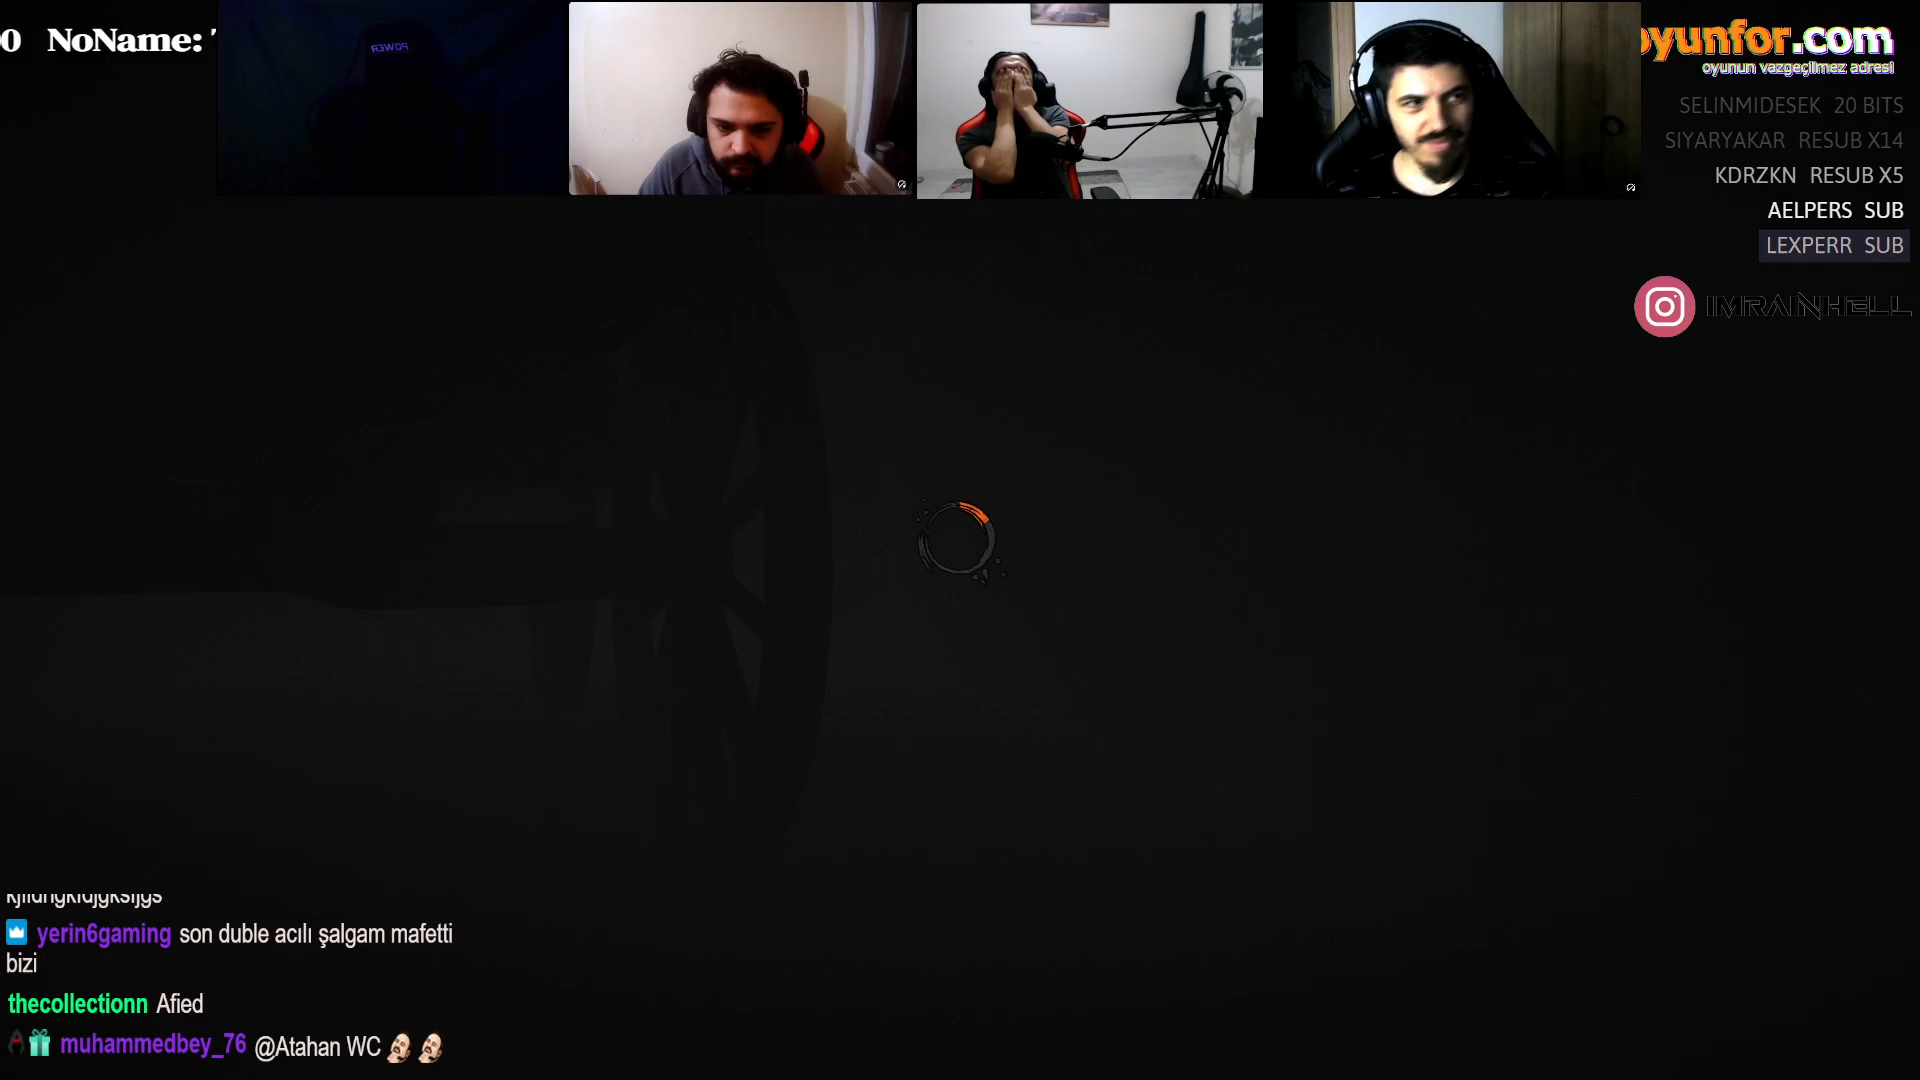 NoName:
oyunfor.com
oyunun vazgeçilmez adresi
SELINMIDESEK 20 BITS
SIYARYAKAR RESUB X14
KDRZKN RESUB X5
AELPERS SUB
LEXPERR SUB
IMRAINHELL
POWER
yerin6gaming son duble acılı şalgam mafetti
bizi
thecollectionn Afied
muhammedbey_76 @Atahan WC